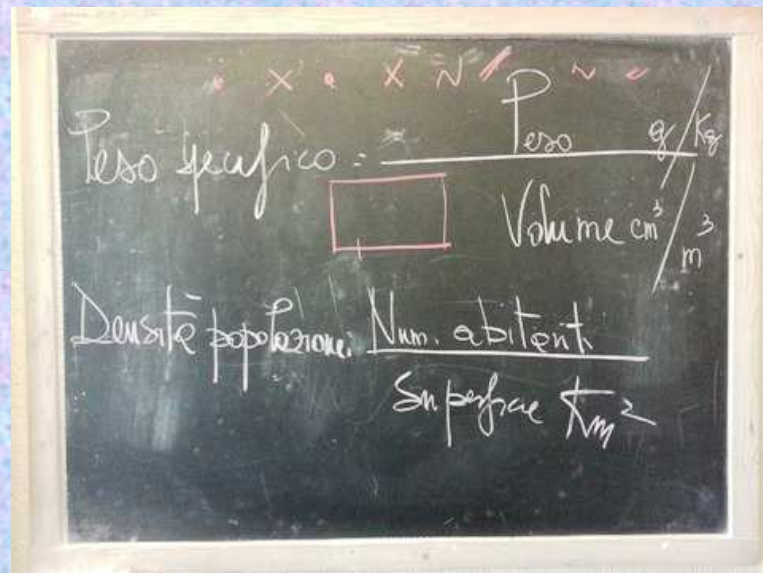 X X N ~
Peso specifico = Peso g/Kg
Volume cm³/m³
Densità popolazione: Num. abitanti
Superficie Km²